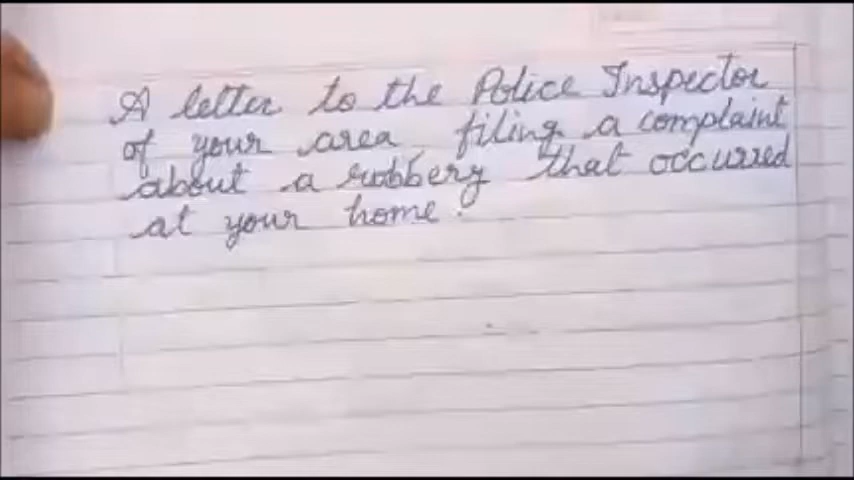 A letter to the Police Inspector
of your area filing a complaint
about a robbery that occurred
at your home.